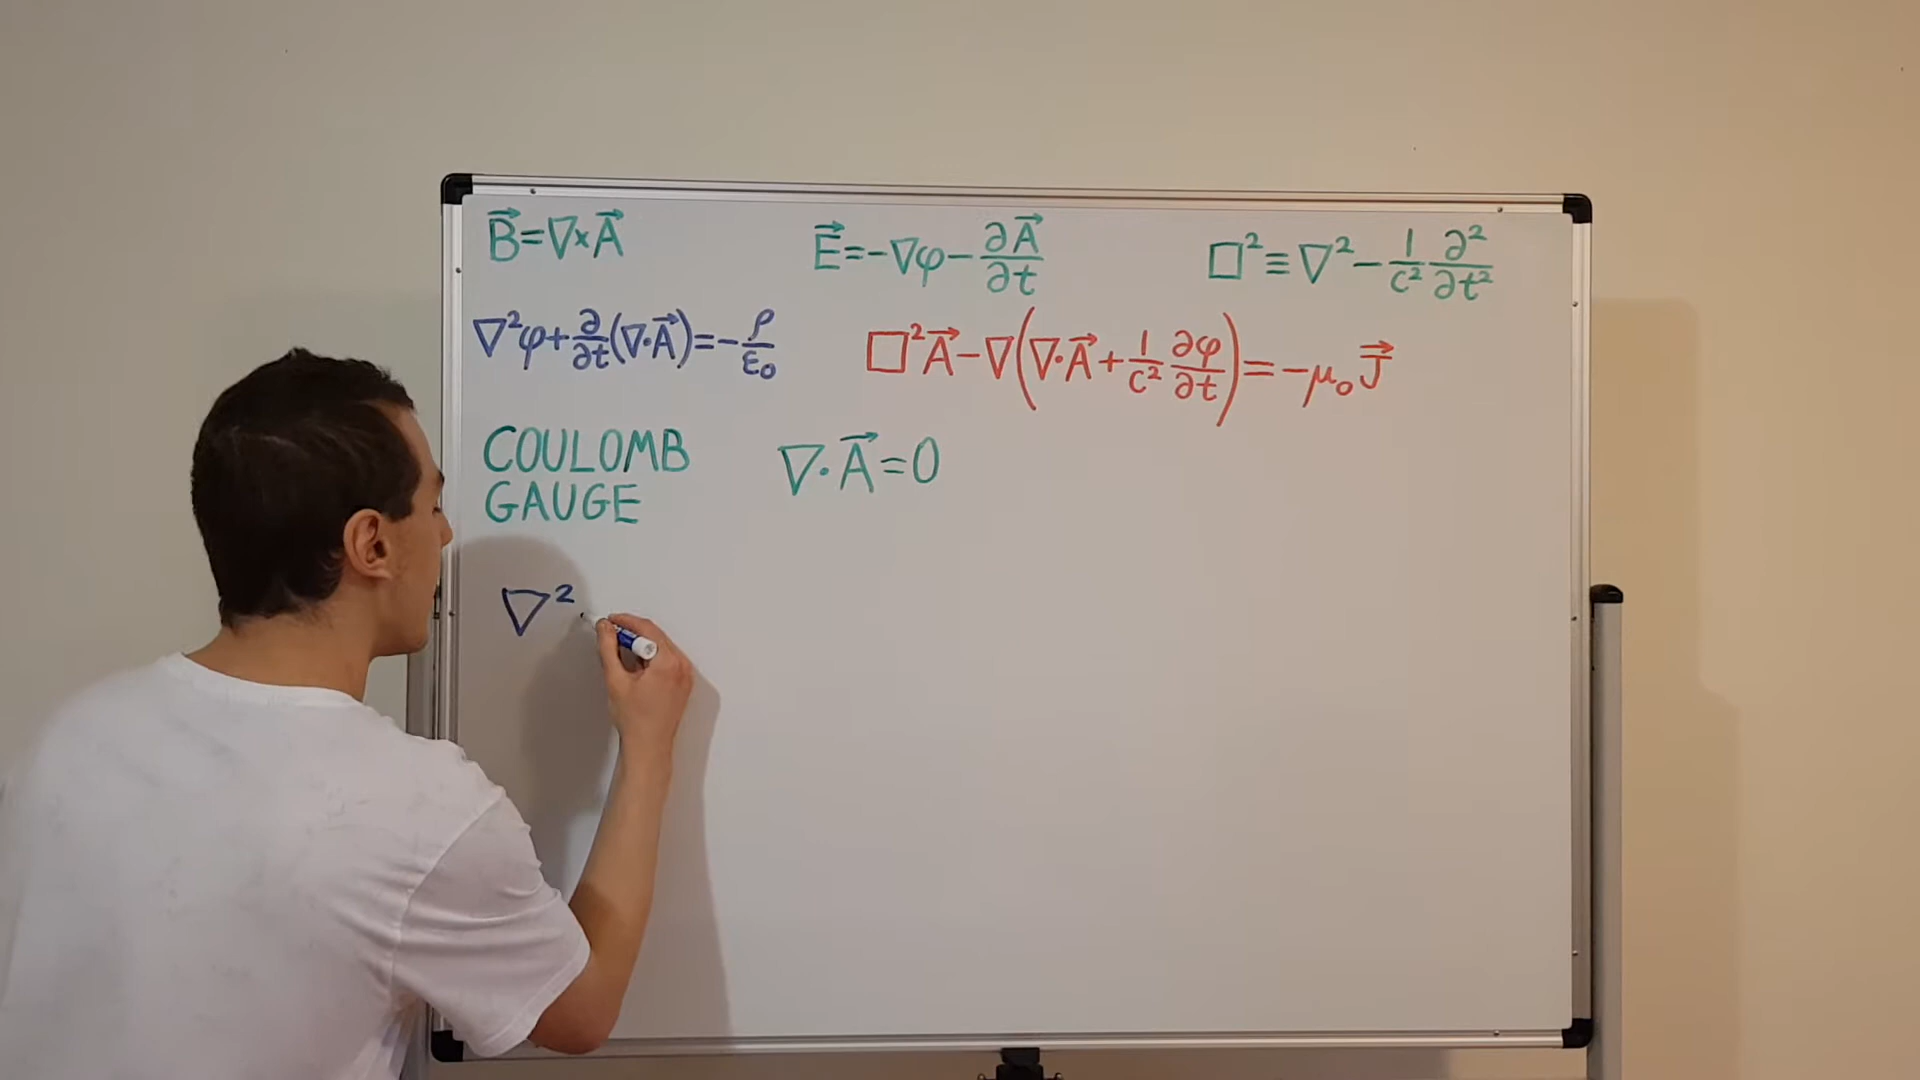 B⃗=∇×A⃗
E⃗=-∇φ-∂A⃗/∂t
□²≡∇²-1/c² ∂²/∂t²
∇²φ+∂/∂t(∇·A⃗)=-ρ/ε₀
□²A⃗-∇(∇·A⃗+1/c² ∂φ/∂t)=-μ₀J⃗
COULOMB
GAUGE
∇·A⃗=0
∇²